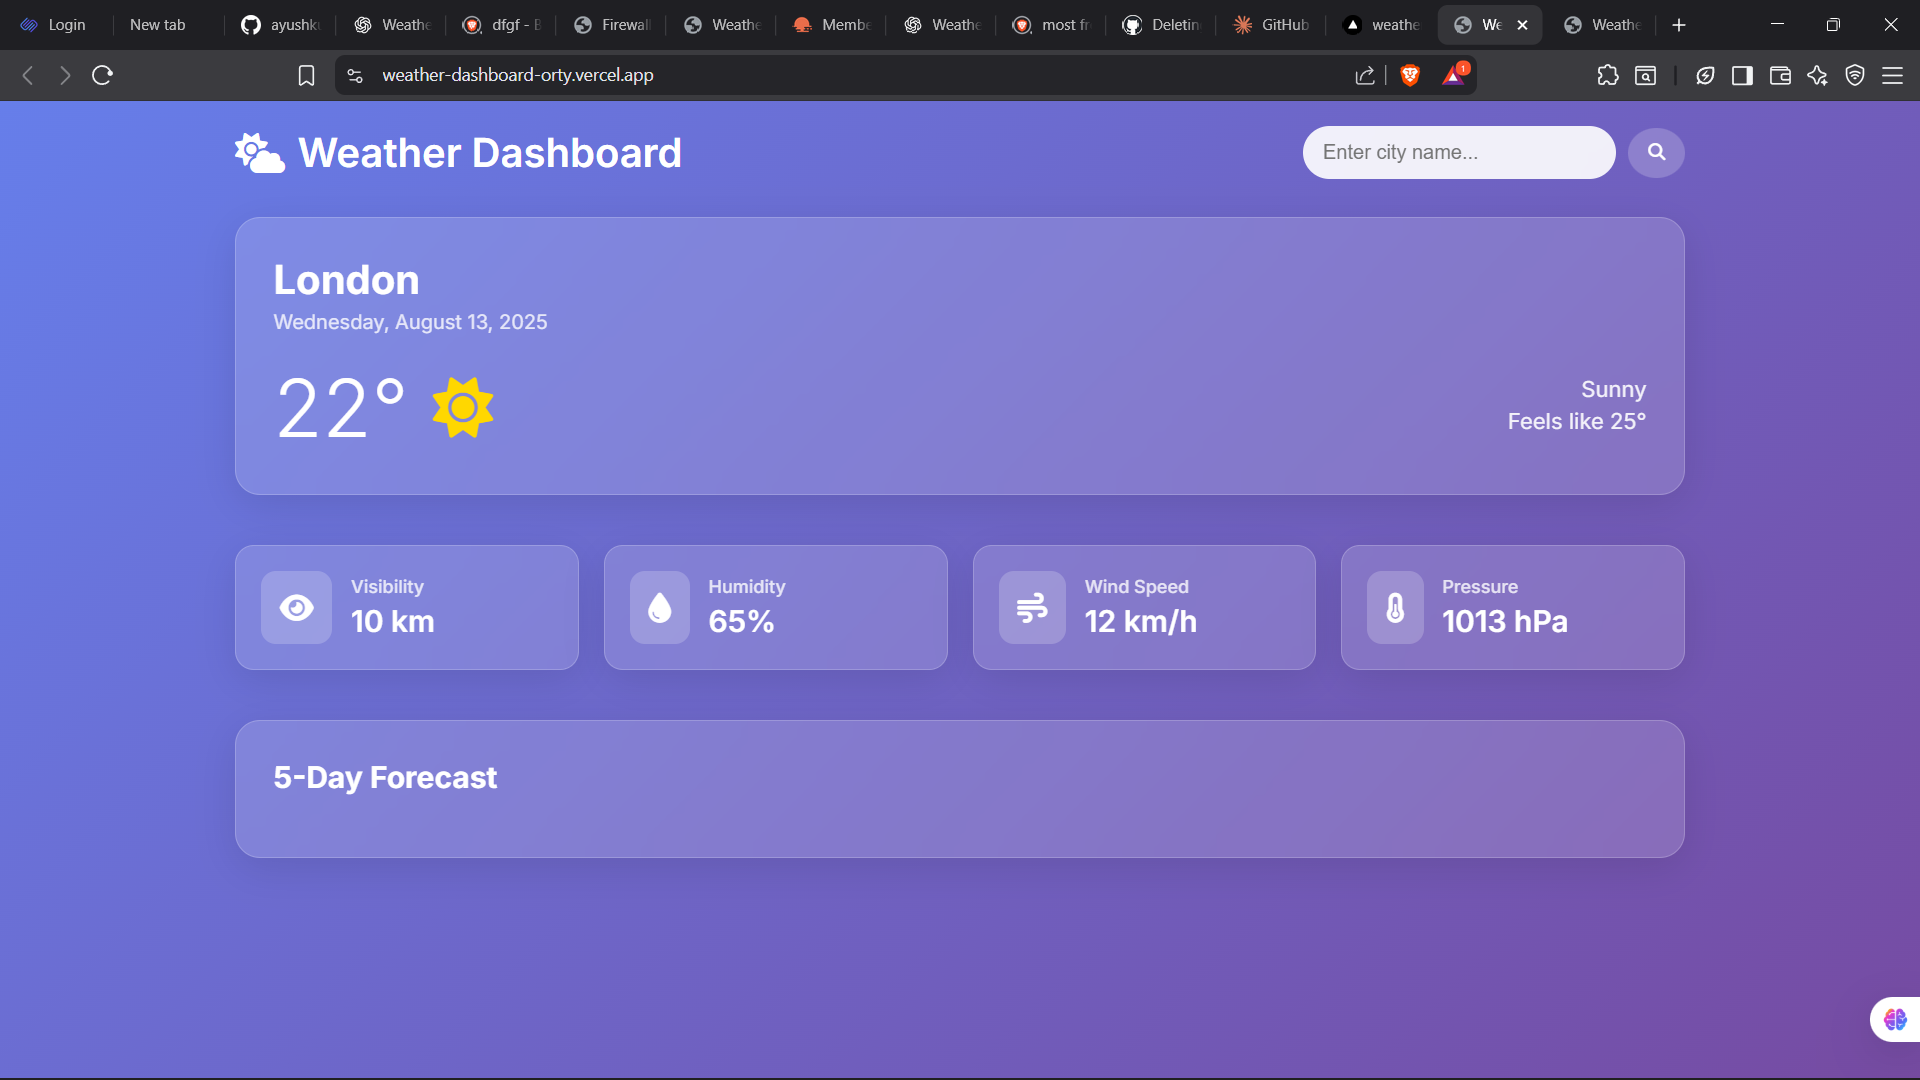 Login
New tab
ayushku
Weathe
dfgf - B
Firewall
Weathe
Membe
Weathe
most fr
Deletin
GitHub
weathe
We
Weathe
weather-dashboard-orty.vercel.app
1
Weather Dashboard
Enter city name...
London
Wednesday, August 13, 2025
22°
Sunny
Feels like 25°
Visibility
10 km
Humidity
65%
Wind Speed
12 km/h
Pressure
1013 hPa
5-Day Forecast